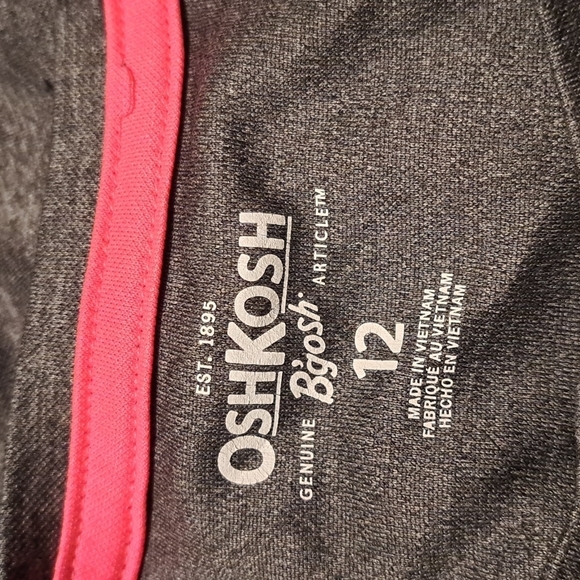 EST. 1895
OSHKOSH
GENUINE B'gosh® ARTICLE™
12
MADE IN VIETNAM
FABRIQUÉ AU VIETNAM
HECHO EN VIETNAM